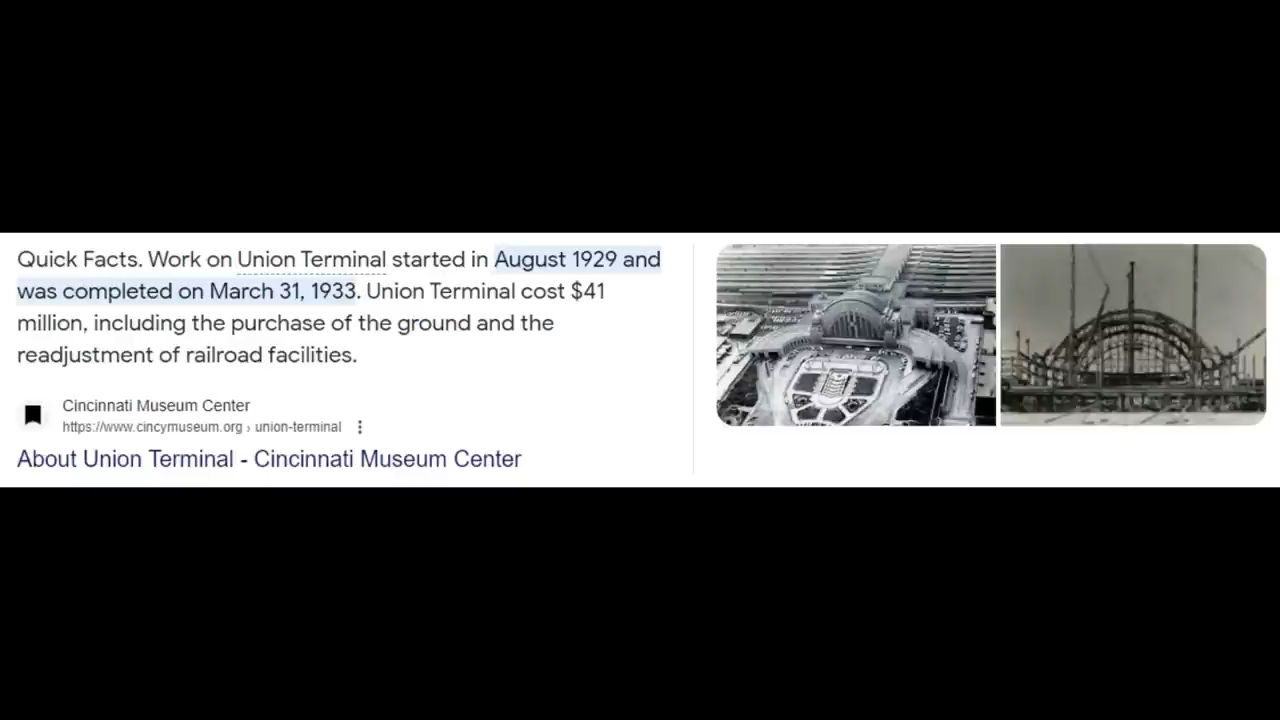 Quick Facts. Work on Union Terminal started in August 1929 and
was completed on March 31, 1933. Union Terminal cost $41
million, including the purchase of the ground and the
readjustment of railroad facilities.
Cincinnati Museum Center
https://www.cincymuseum.org › union-terminal
About Union Terminal - Cincinnati Museum Center